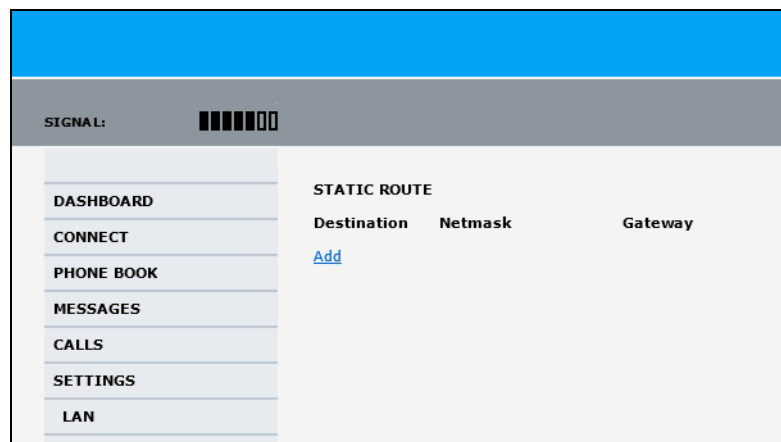 SIGNAL:
DASHBOARD
CONNECT
PHONE BOOK
MESSAGES
CALLS
SETTINGS
LAN
STATIC ROUTE
Destination Netmask Gateway
Add